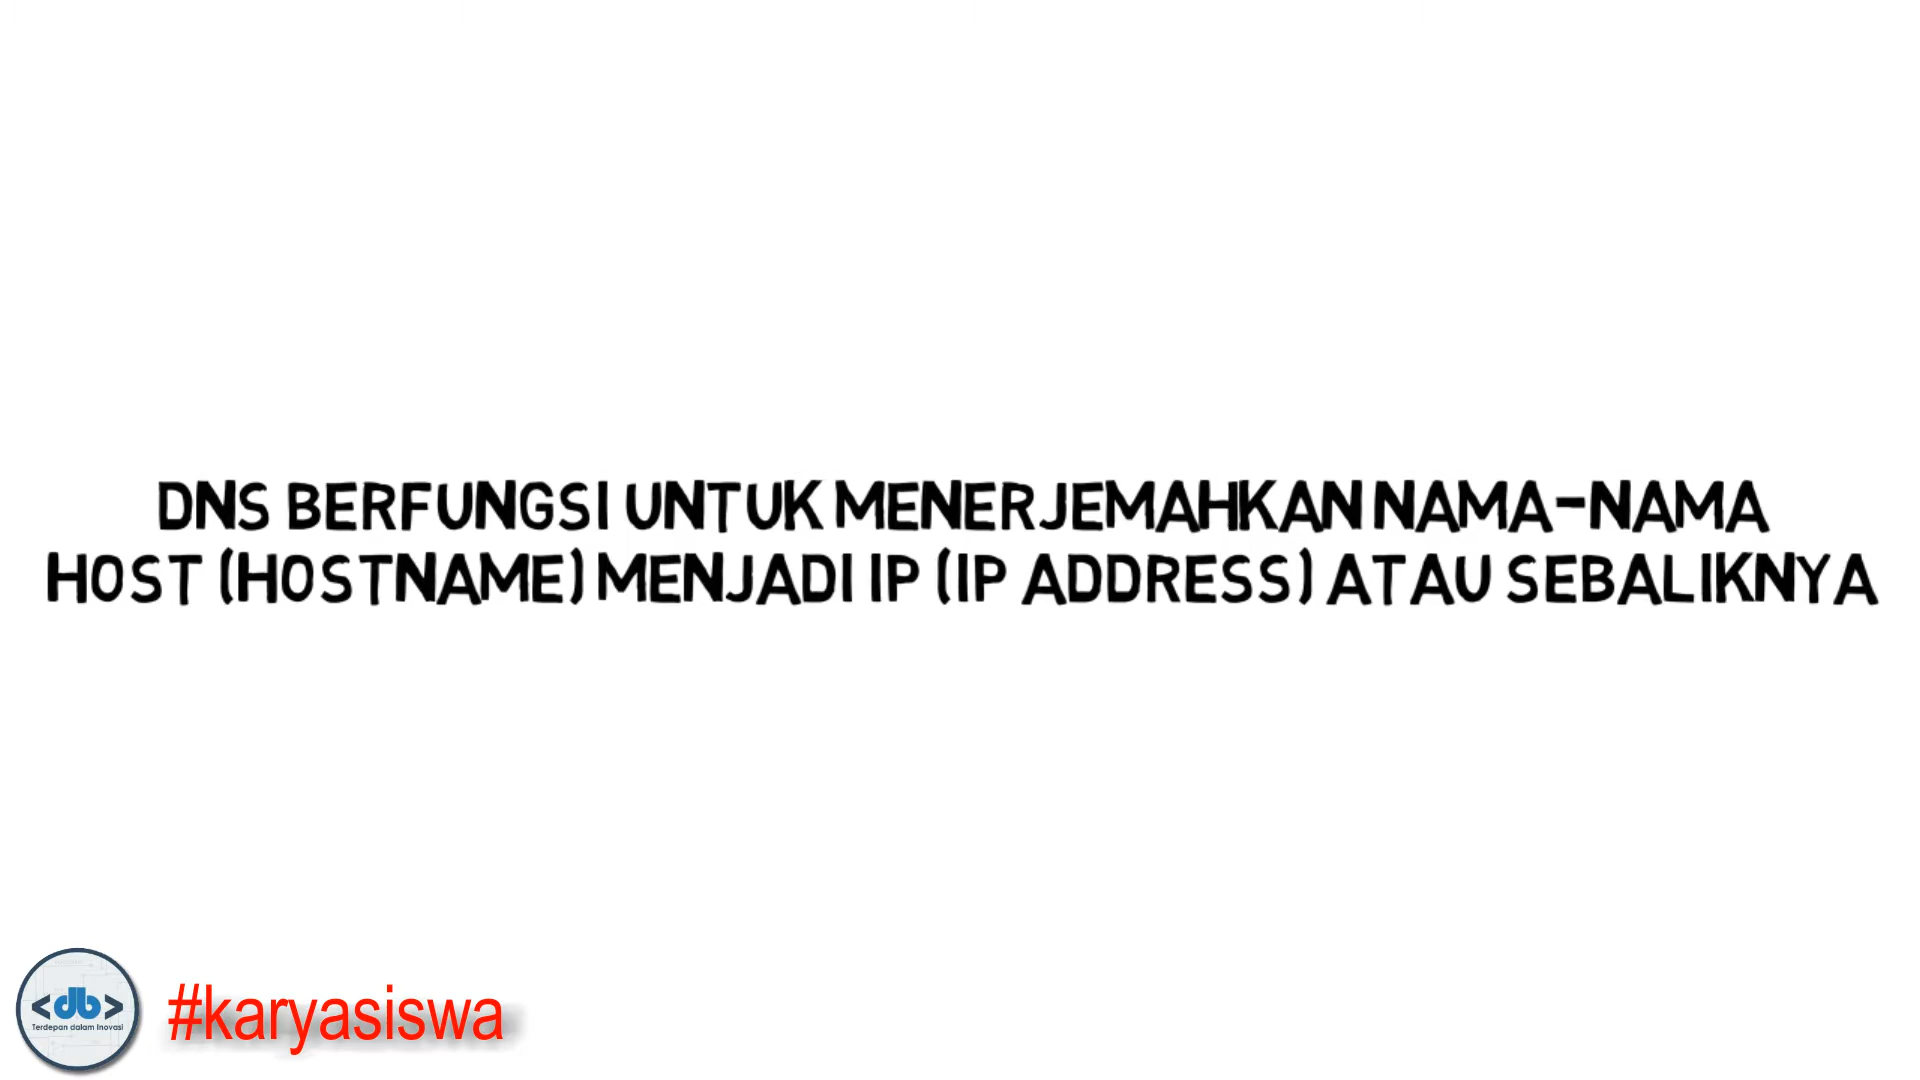 DNS BERFUNGSI UNTUK MENERJEMAHKAN NAMA-NAMA
HOST (HOSTNAME) MENJADI IP (IP ADDRESS) ATAU SEBALIKNYA
<db>
Terdepan dalam Inovasi
#karyasiswa